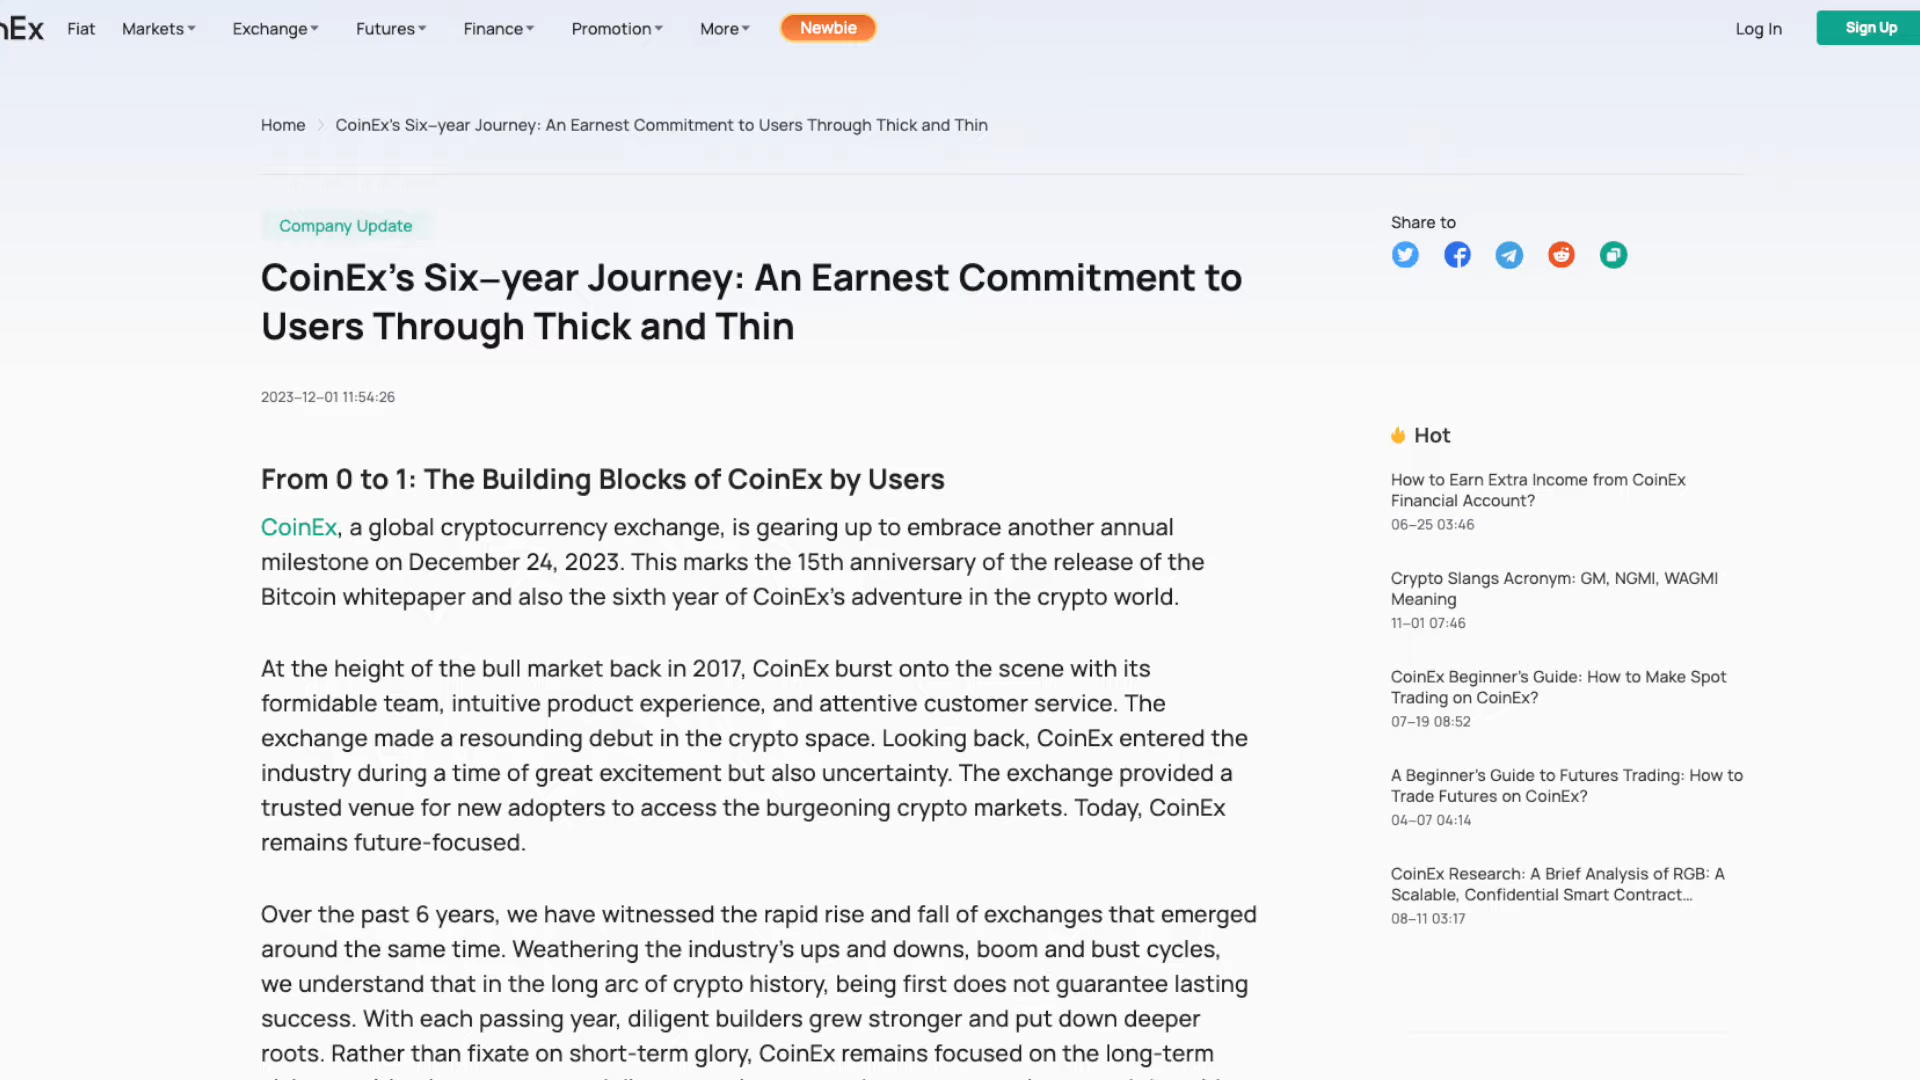 nEx Fiat Markets Exchange Futures Finance Promotion More Newbie Log In Sign Up
Home CoinEx's Six–year Journey: An Earnest Commitment to Users Through Thick and Thin
Company Update
CoinEx's Six–year Journey: An Earnest Commitment to
Users Through Thick and Thin
2023–12–01 11:54:26
From 0 to 1: The Building Blocks of CoinEx by Users
CoinEx, a global cryptocurrency exchange, is gearing up to embrace another annual
milestone on December 24, 2023. This marks the 15th anniversary of the release of the
Bitcoin whitepaper and also the sixth year of CoinEx's adventure in the crypto world.
At the height of the bull market back in 2017, CoinEx burst onto the scene with its
formidable team, intuitive product experience, and attentive customer service. The
exchange made a resounding debut in the crypto space. Looking back, CoinEx entered the
industry during a time of great excitement but also uncertainty. The exchange provided a
trusted venue for new adopters to access the burgeoning crypto markets. Today, CoinEx
remains future-focused.
Over the past 6 years, we have witnessed the rapid rise and fall of exchanges that emerged
around the same time. Weathering the industry's ups and downs, boom and bust cycles,
we understand that in the long arc of crypto history, being first does not guarantee lasting
success. With each passing year, diligent builders grew stronger and put down deeper
roots. Rather than fixate on short-term glory, CoinEx remains focused on the long-term
Share to
Hot
How to Earn Extra Income from CoinEx
Financial Account?
06–25 03:46
Crypto Slangs Acronym: GM, NGMI, WAGMI
Meaning
11–01 07:46
CoinEx Beginner's Guide: How to Make Spot
Trading on CoinEx?
07–19 08:52
A Beginner's Guide to Futures Trading: How to
Trade Futures on CoinEx?
04–07 04:14
CoinEx Research: A Brief Analysis of RGB: A
Scalable, Confidential Smart Contract...
08–11 03:17